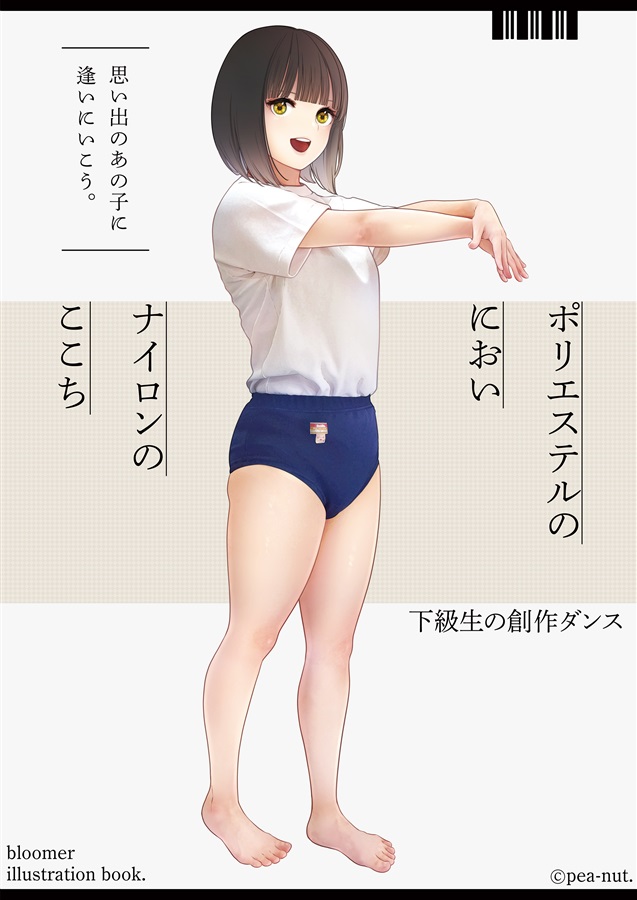 思い出のあの子に
逢いにいこう。
ポリエステルの
におい
ナイロンの
ここち
下級生の創作ダンス
bloomer
illustration book.
©pea-nut.